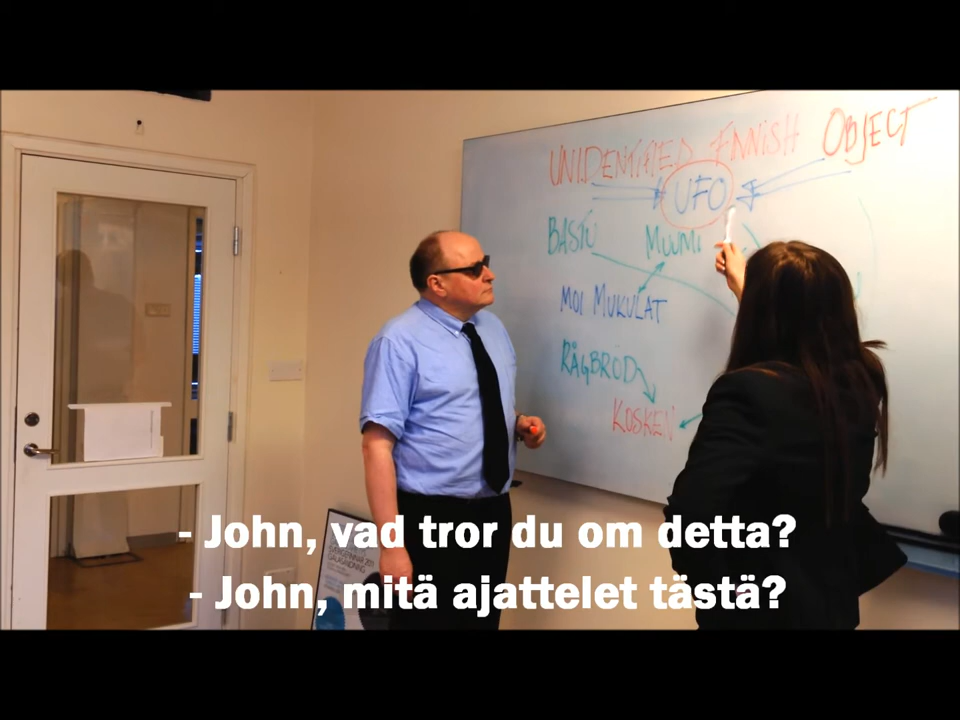 UNIDENTIFIED FINNISH OBJECT
UFO
BASTU MUUMI
MOI MUKULAT
RÅGBRÖD
KOSKEN
- John, vad tror du om detta?
- John, mitä ajattelet tästä?